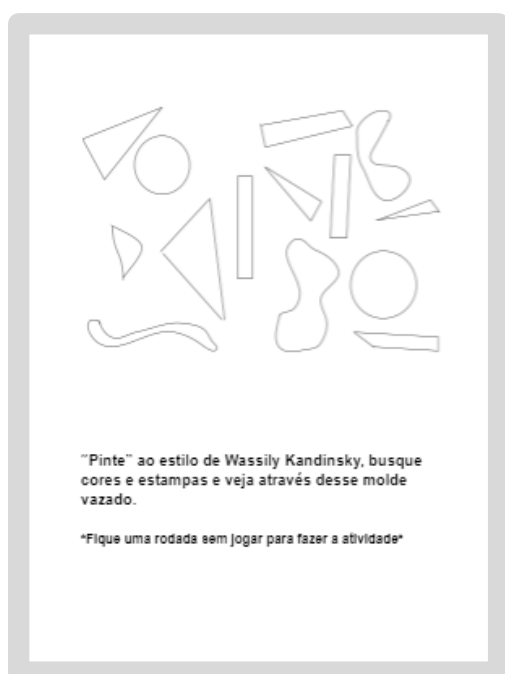 "Pinte" ao estilo de Wassily Kandinsky, busque
cores e estampas e veja através desse molde
vazado.
*Fique uma rodada sem jogar para fazer a atividade*